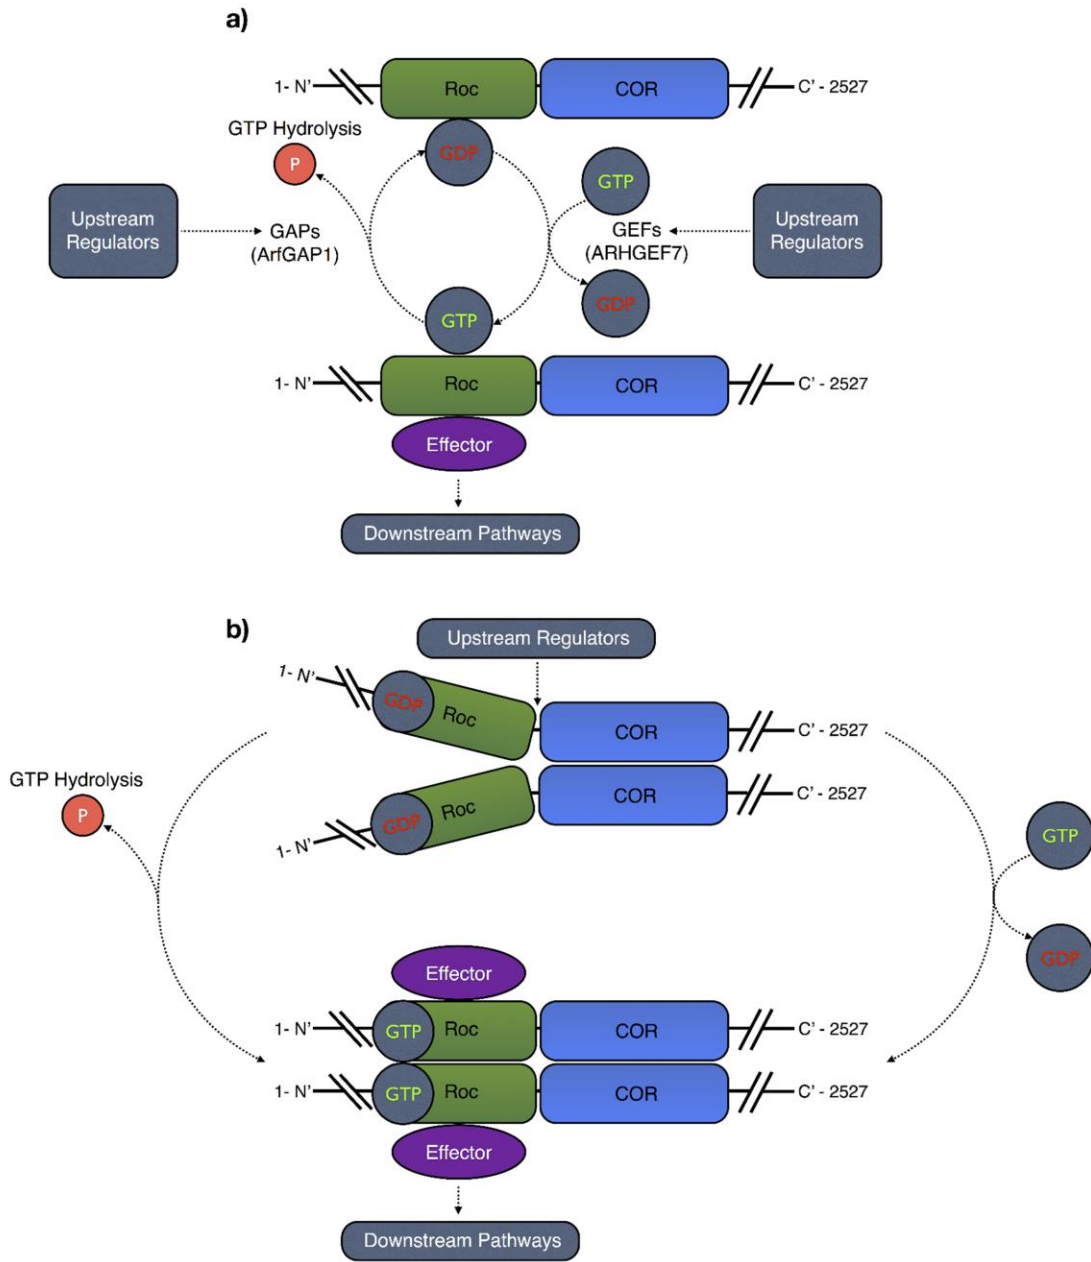 a)
1- N'
Roc
COR
C' - 2527
GTP Hydrolysis
P
GDP
GTP
Upstream
Regulators
GAPs
(ArfGAP1)
GEFs
(ARHGEF7)
Upstream
Regulators
GDP
GTP
1- N'
Roc
COR
C' - 2527
Effector
Downstream Pathways
b)
Upstream Regulators
1- N'
GDP
Roc
COR
C' - 2527
GTP Hydrolysis
P
1- N'
GDP
Roc
COR
C' - 2527
GTP
GDP
Effector
1- N'
GTP
Roc
COR
C' - 2527
1- N'
GTP
Roc
COR
C' - 2527
Effector
Downstream Pathways